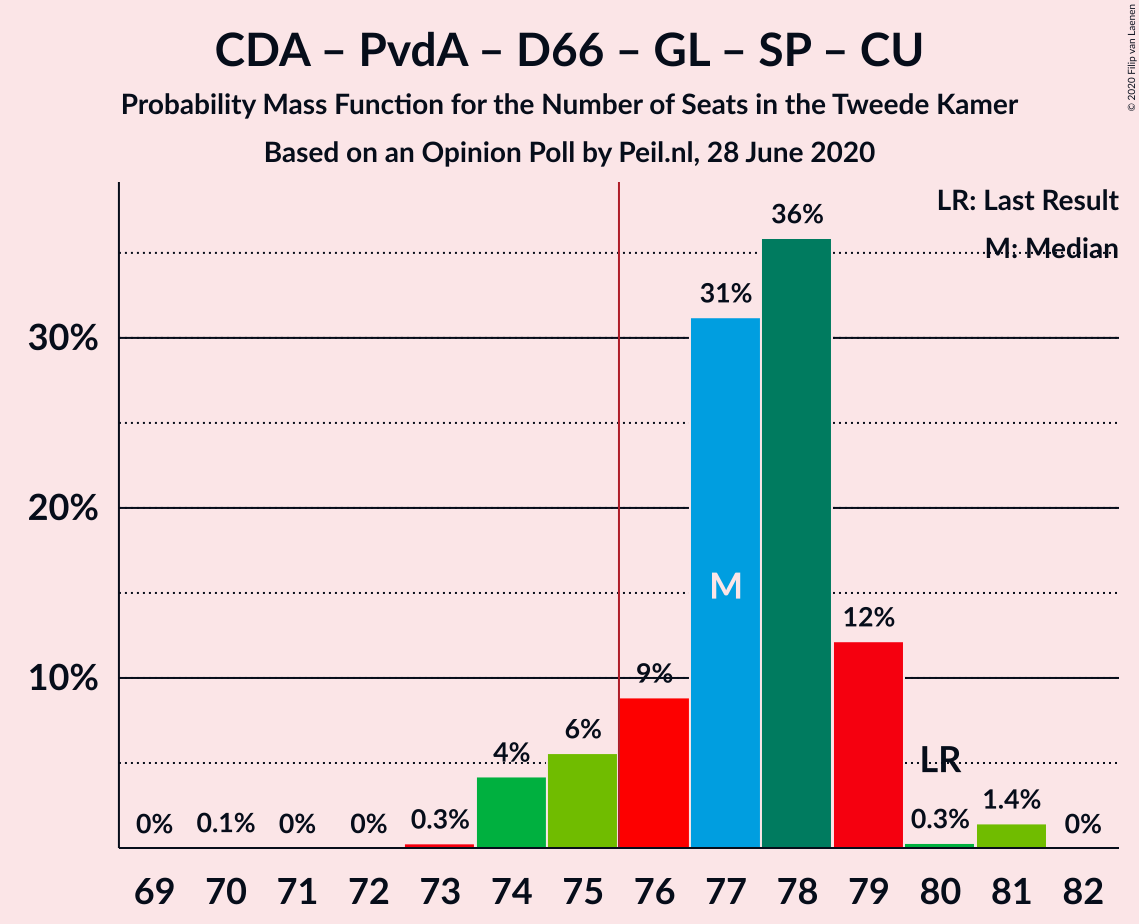 CDA – PvdA – D66 – GL – SP – CU
Probability Mass Function for the Number of Seats in the Tweede Kamer
Based on an Opinion Poll by Peil.nl, 28 June 2020
© 2020 Filip van Laenen
LR: Last Result
M: Median
30%
20%
10%
0%
0.1%
0%
0%
0.3%
4%
6%
9%
31%
36%
12%
0.3%
1.4%
0%
M
LR
69 70 71 72 73 74 75 76 77 78 79 80 81 82